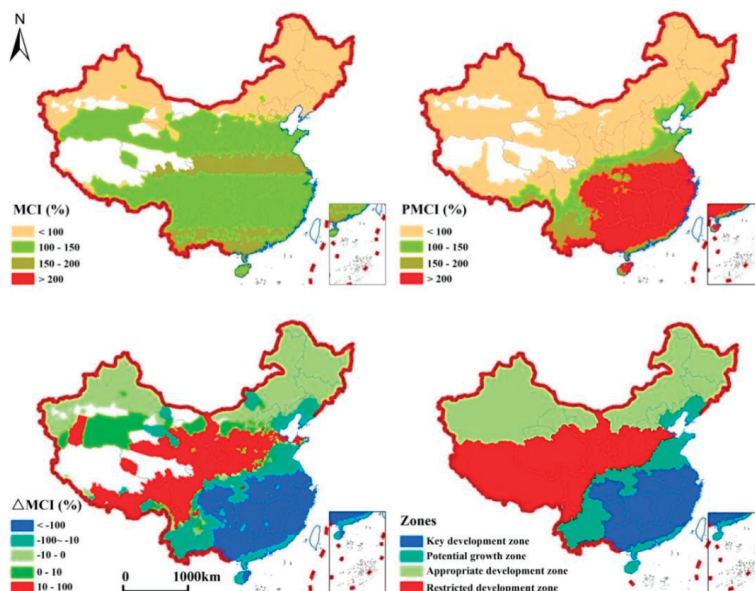 N
MCI (%)
< 100
100 - 150
150 - 200
> 200
PMCI (%)
< 100
100 - 150
150 - 200
> 200
△MCI (%)
< -100
-100~ -10
-10 - 0
0 - 10
10 - 100
0 1000km
Zones
Key development zone
Potential growth zone
Appropriate development zone
Restricted development zone